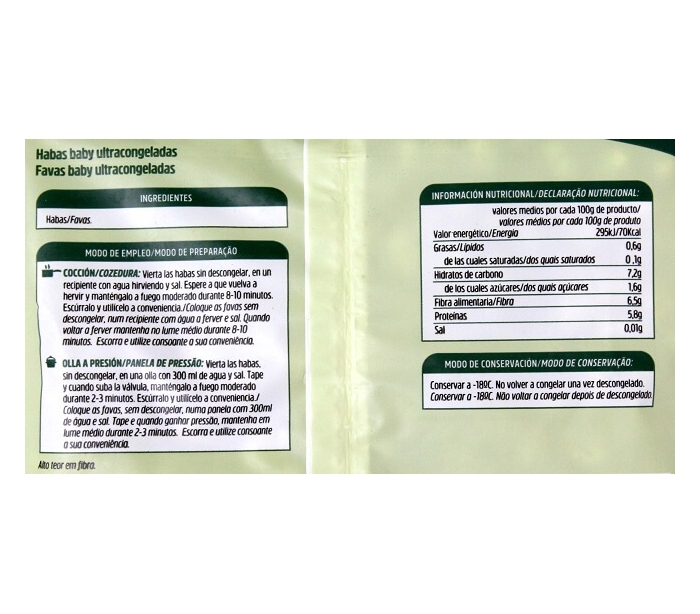 Habas baby ultracongeladas
Favas baby ultracongeladas
INGREDIENTES
Habas/Favas.
MODO DE EMPLEO/MODO DE PREPARAÇÃO
COCCIÓN/COZEDURA: Vierta las habas sin descongelar, en un
recipiente con agua hirviendo y sal. Espere a que vuelva a
hervir y manténgalo a fuego moderado durante 8-10 minutos.
Escúrralo y utilícelo a conveniencia./Coloque as favas sem
descongelar, num recipiente com água a ferver e sal. Quando
voltar a ferver mantenha no lume médio durante 8-10
minutos. Escorra e utilize consoante a sua conveniência.
OLLA A PRESIÓN/PANELA DE PRESSÃO: Vierta las habas,
sin descongelar, en una olla con 300 ml de agua y sal. Tape
y cuando suba la válvula, manténgalo a fuego moderado
durante 2-3 minutos. Escúrralo y utilícelo a conveniencia./
Coloque as favas, sem descongelar, numa panela com 300ml
de água e sal. Tape e quando ganhar pressão, mantenha em
lume médio durante 2-3 minutos. Escorra e utilize consoante
a sua conveniência.
Alto teor em fibra.
INFORMACIÓN NUTRICIONAL/DECLARAÇÃO NUTRICIONAL:
valores medios por cada 100g de producto/
valores médios por cada 100g de produto
Valor energético/Energia 295kJ/70Kcal
Grasas/Lípidos 0,6g
de las cuales saturadas/dos quais saturados 0,1g
Hidratos de carbono 7,2g
de los cuales azúcares/dos quais açúcares 1,6g
Fibra alimentaria/Fibra 6,5g
Proteínas 5,8g
Sal 0,01g
MODO DE CONSERVACIÓN/MODO DE CONSERVAÇÃO:
Conservar a -18ºC. No volver a congelar una vez descongelado.
Conservar a -18ºC. Não voltar a congelar depois de descongelado.